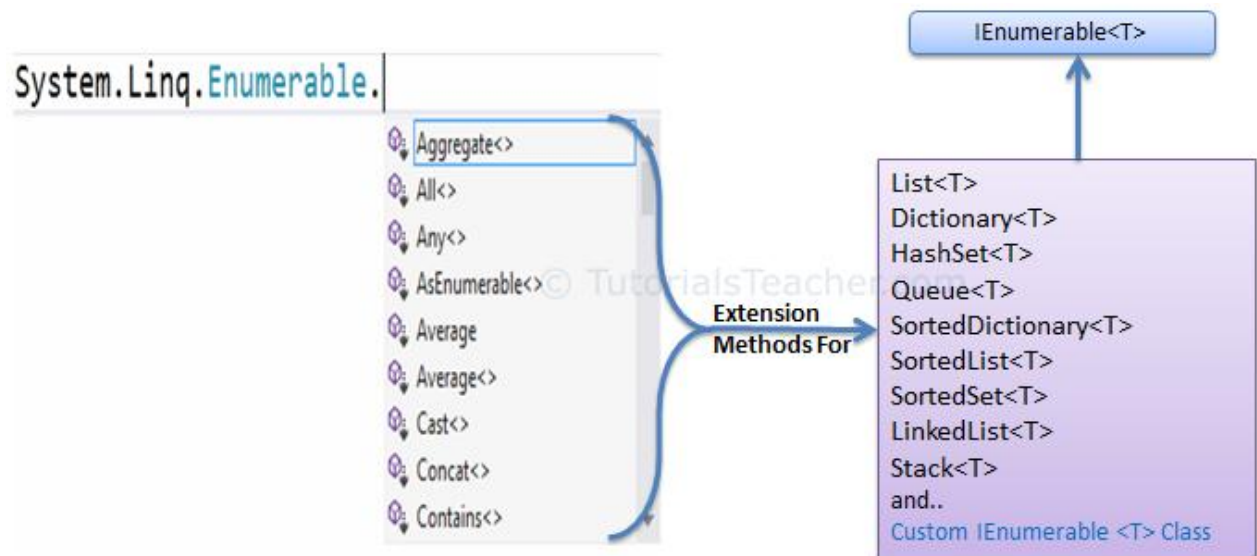 System.Linq.Enumerable.
Aggregate<>
All<>
Any<>
AsEnumerable<>
Average
Average<>
Cast<>
Concat<>
Contains<>
© TutorialsTeacher.com
Extension
Methods For
IEnumerable<T>
List<T>
Dictionary<T>
HashSet<T>
Queue<T>
SortedDictionary<T>
SortedList<T>
SortedSet<T>
LinkedList<T>
Stack<T>
and..
Custom IEnumerable <T> Class